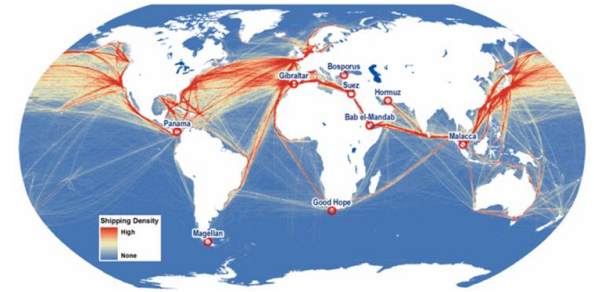 Bosporus
Gibraltar
Suez
Hormuz
Bab el-Mandab
Panama
Malacca
Good Hope
Magellan
Shipping Density
High
None